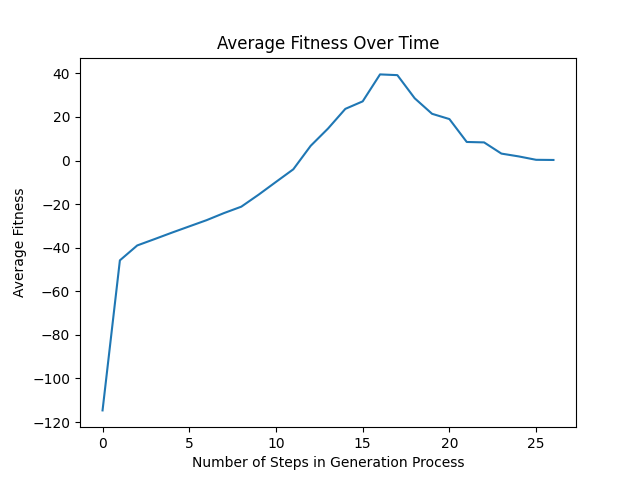 Average Fitness Over Time
Average Fitness
40
20
0
−20
−40
−60
−80
−100
−120
0 5 10 15 20 25
Number of Steps in Generation Process